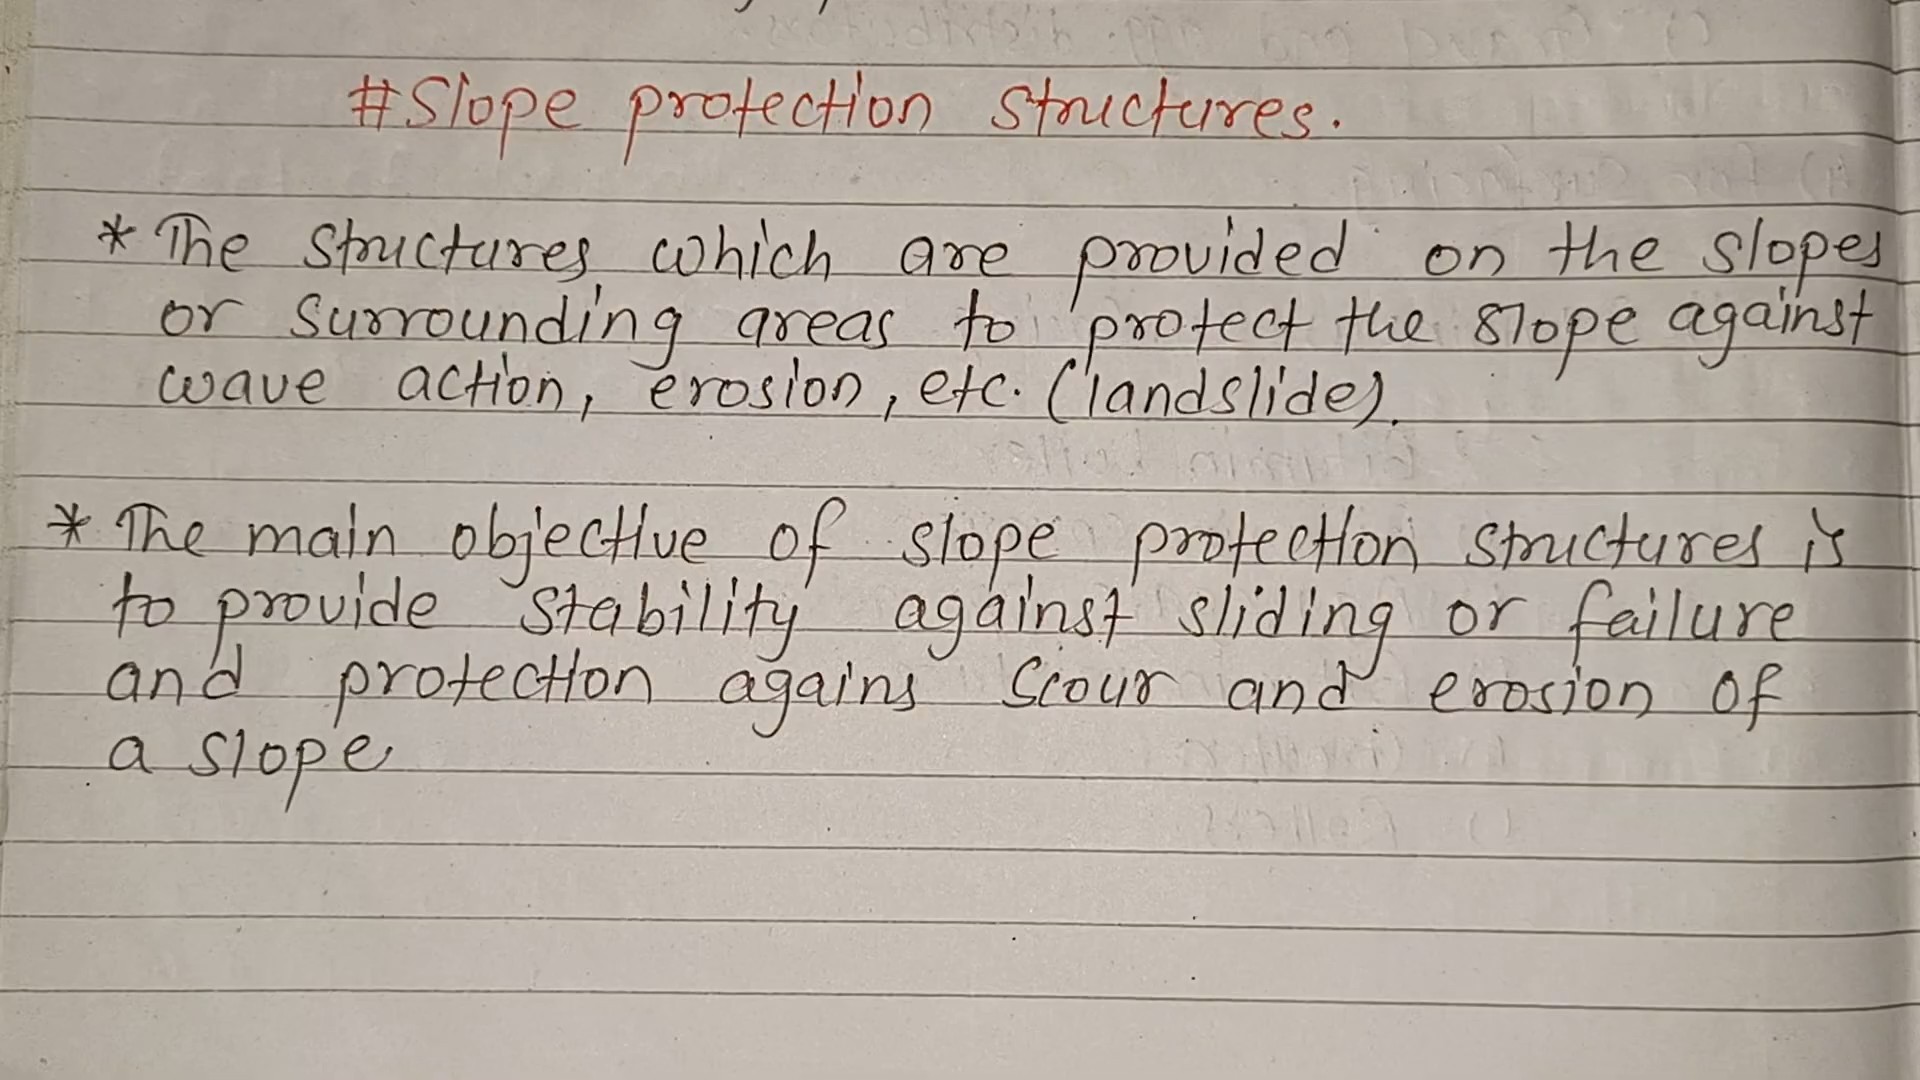 #Slope protection structures.
* The structures which are provided on the slopes
or surrounding areas to protect the slope against
wave action, erosion, etc. (landslide).
* The main objective of slope protection structures is
to provide stability against sliding or failure
and protection agains scour and erosion of
a slope